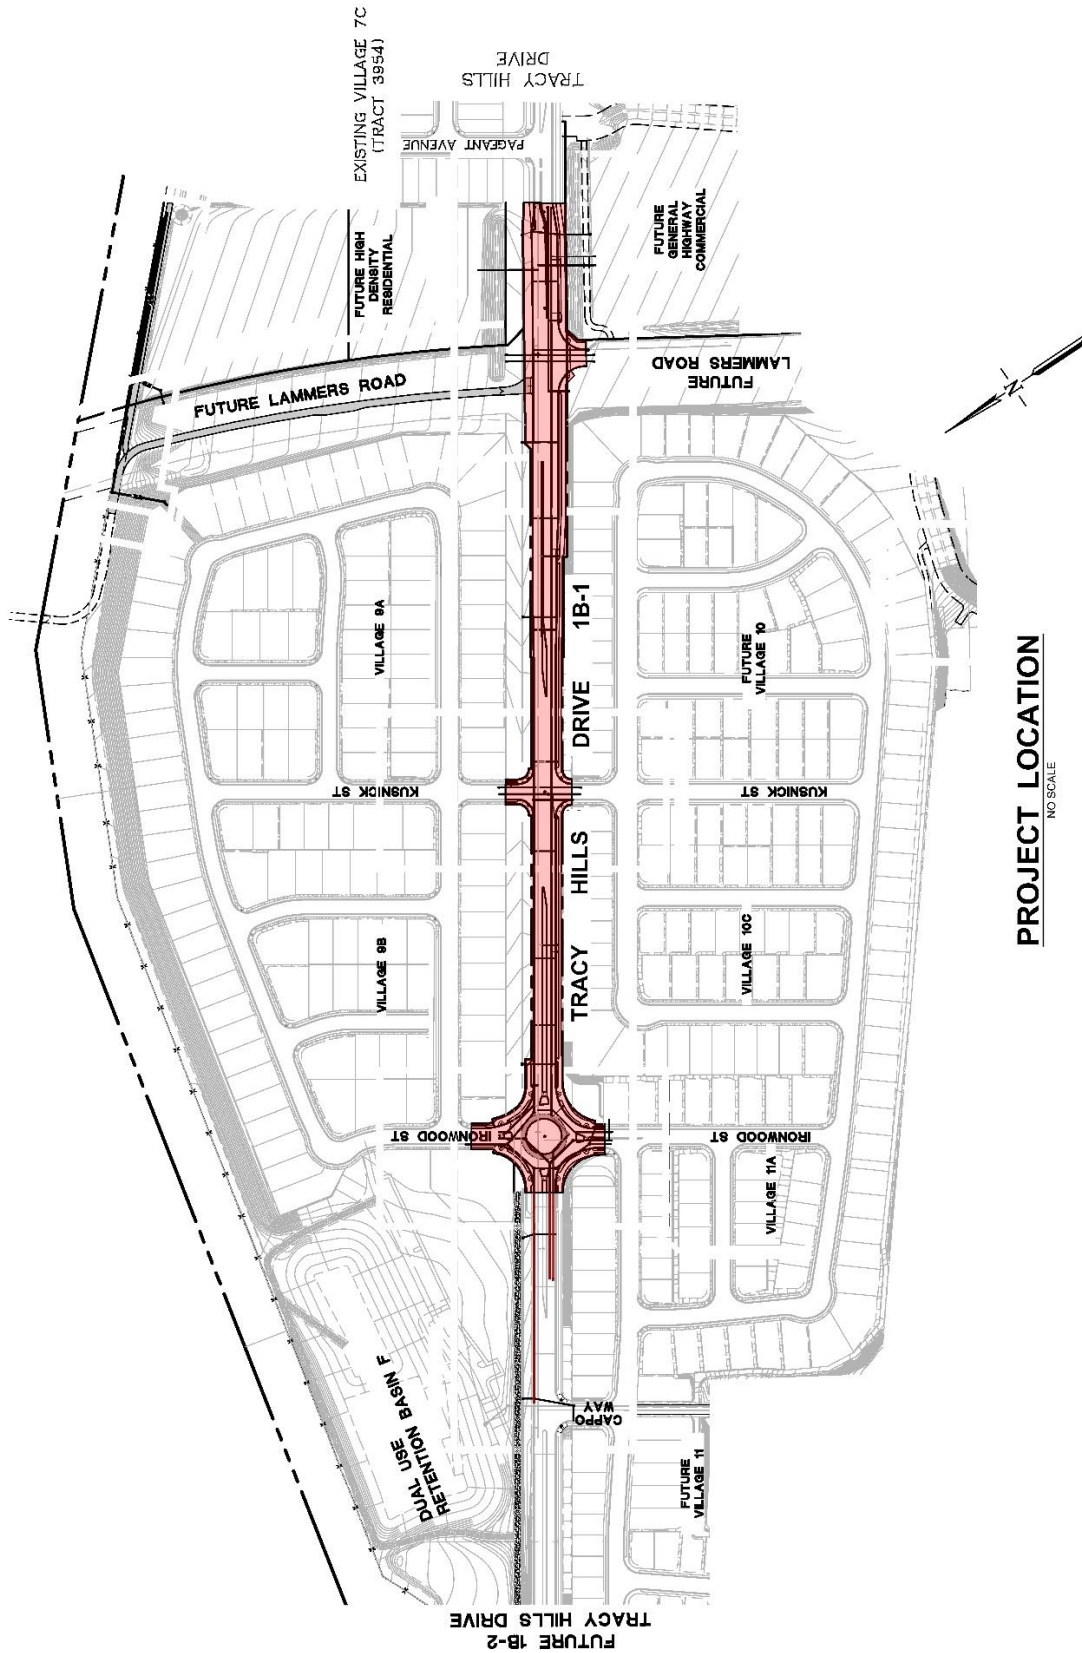 EXISTING VILLAGE 7C
(TRACT 3954)
TRACY HILLS
DRIVE
PAGEANT AVENUE
FUTURE HIGH
DENSITY
RESIDENTIAL
FUTURE
GENERAL
HIGHWAY
COMMERCIAL
FUTURE LAMMERS ROAD
FUTURE
LAMMERS ROAD
N
VILLAGE 9A
TRACY HILLS DRIVE 1B-1
FUTURE
VILLAGE 10
KUSNICK ST
KUSNICK ST
VILLAGE 9B
VILLAGE 10C
IRONWOOD ST
IRONWOOD ST
VILLAGE 11A
DUAL USE BASIN F
RETENTION BASIN
CAPPO
WAY
FUTURE
VILLAGE 11
FUTURE 1B-2
TRACY HILLS DRIVE
PROJECT LOCATION
NO SCALE